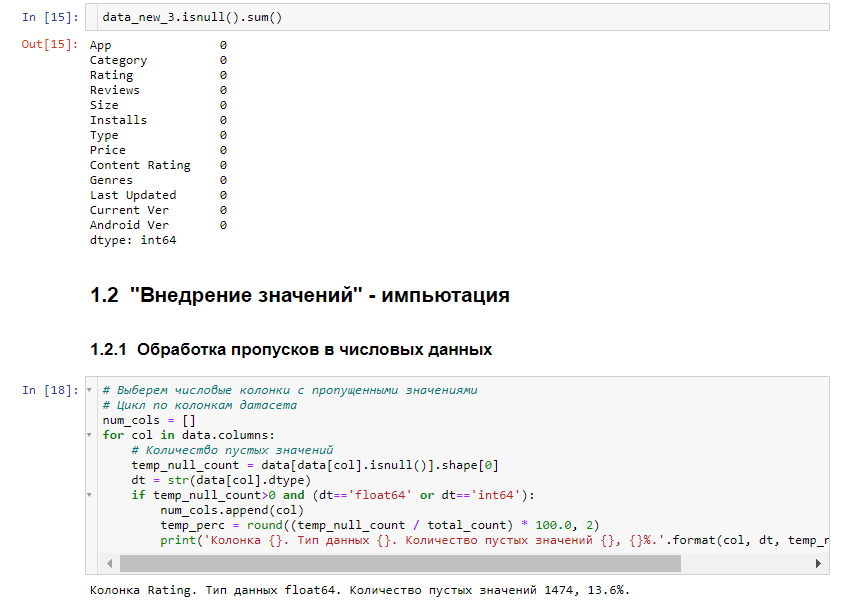 In [15]: data_new_3.isnull().sum()
Out[15]: App 0
Category 0
Rating 0
Reviews 0
Size 0
Installs 0
Type 0
Price 0
Content Rating 0
Genres 0
Last Updated 0
Current Ver 0
Android Ver 0
dtype: int64
1.2 "Внедрение значений" - импьютация
1.2.1 Обработка пропусков в числовых данных
In [18]: # Выберем числовые колонки с пропущенными значениями
# Цикл по колонкам датасета
num_cols = []
for col in data.columns:
# Количество пустых значений
temp_null_count = data[data[col].isnull()].shape[0]
dt = str(data[col].dtype)
if temp_null_count>0 and (dt=='float64' or dt=='int64'):
num_cols.append(col)
temp_perc = round((temp_null_count / total_count) * 100.0, 2)
print('Колонка {}. Тип данных {}. Количество пустых значений {}, {}%.'.format(col, dt,
Колонка Rating. Тип данных float64. Количество пустых значений 1474, 13.6%.